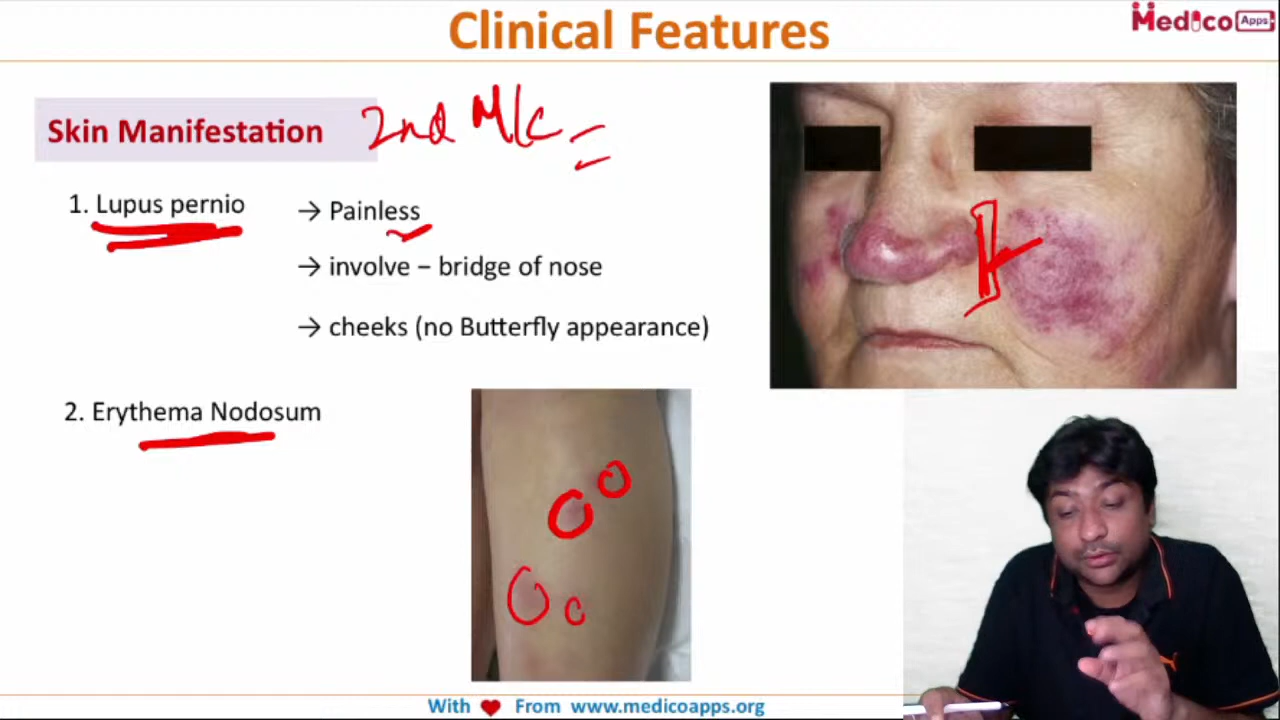 Clinical Features
Medico Apps
Skin Manifestation 2nd M/c
1. Lupus pernio
→ Painless
→ involve – bridge of nose
→ cheeks (no Butterfly appearance)
2. Erythema Nodosum
With ❤ From www.medicoapps.org